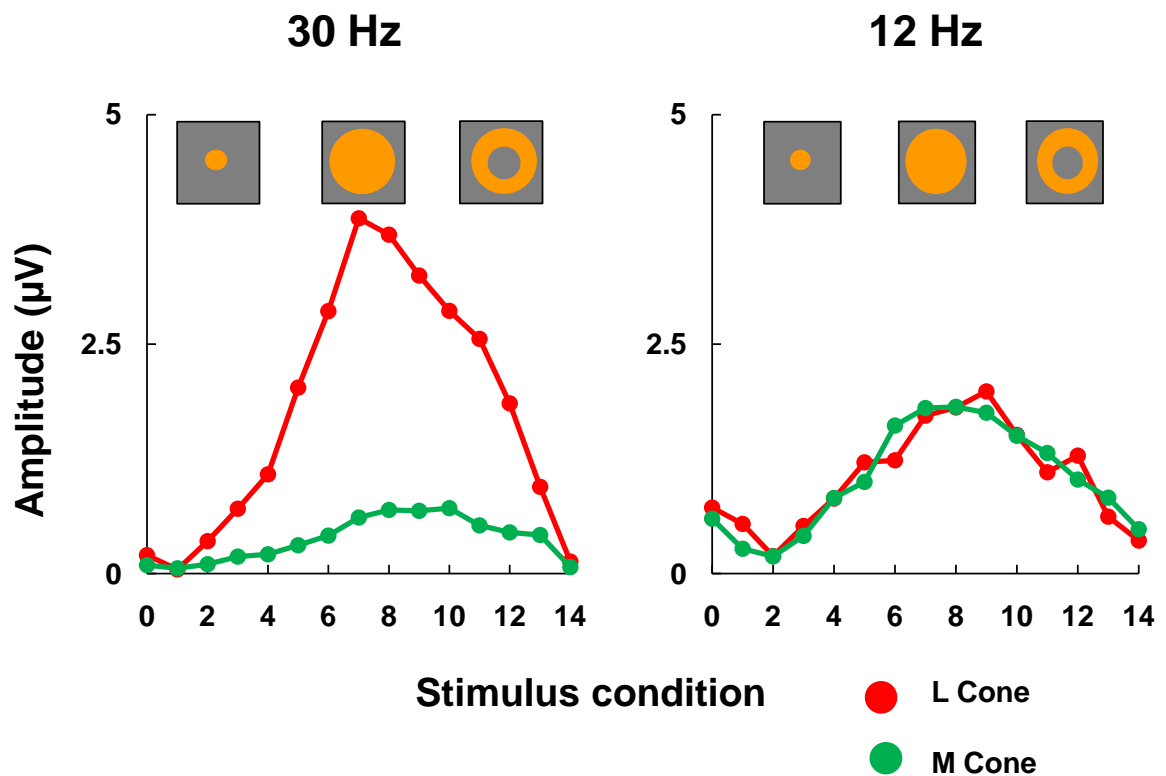 30 Hz
12 Hz
Amplitude (µV)
5
2.5
0
0 2 4 6 8 10 12 14
5
2.5
0
0 2 4 6 8 10 12 14
Stimulus condition
L Cone
M Cone